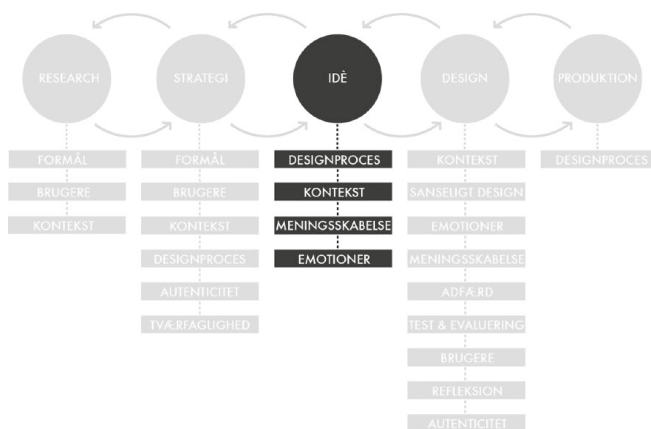 RESEARCH
STRATEGI
IDÈ
DESIGN
PRODUKTION
FORMÅL
BRUGERE
KONTEKST
FORMÅL
BRUGERE
KONTEKST
DESIGNPROCES
AUTENTICITET
TVÆRFAGLIGHED
DESIGNPROCES
KONTEKST
MENINGSSKABELSE
EMOTIONER
KONTEKST
SANSELIGT DESIGN
EMOTIONER
MENINGSSKABELSE
ADFÆRD
TEST & EVALUERING
BRUGERE
REFLEKSION
AUTENTICITET
DESIGNPROCES